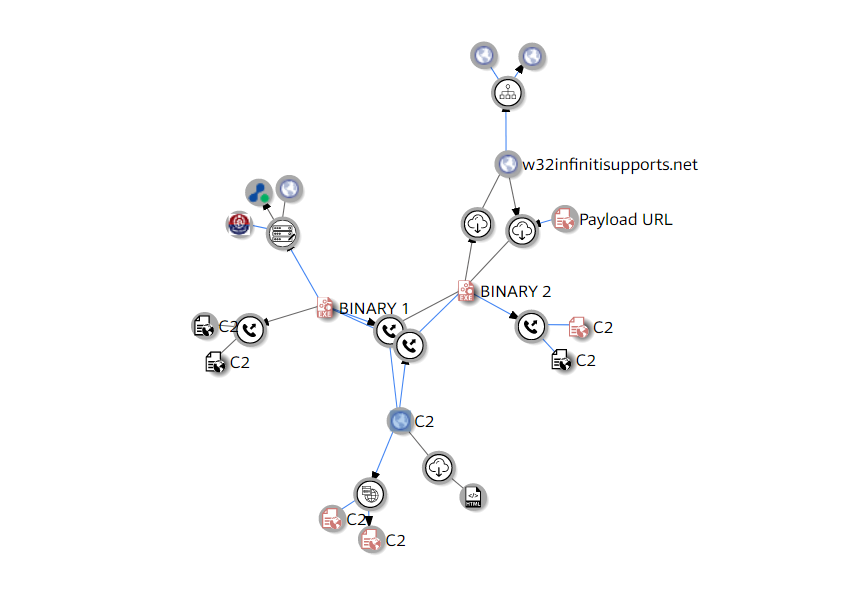 w32infinitisupports.net
Payload URL
BINARY 2
BINARY 1
C2
C2
C2
C2
C2
HTML
C2
C2
EXE
EXE